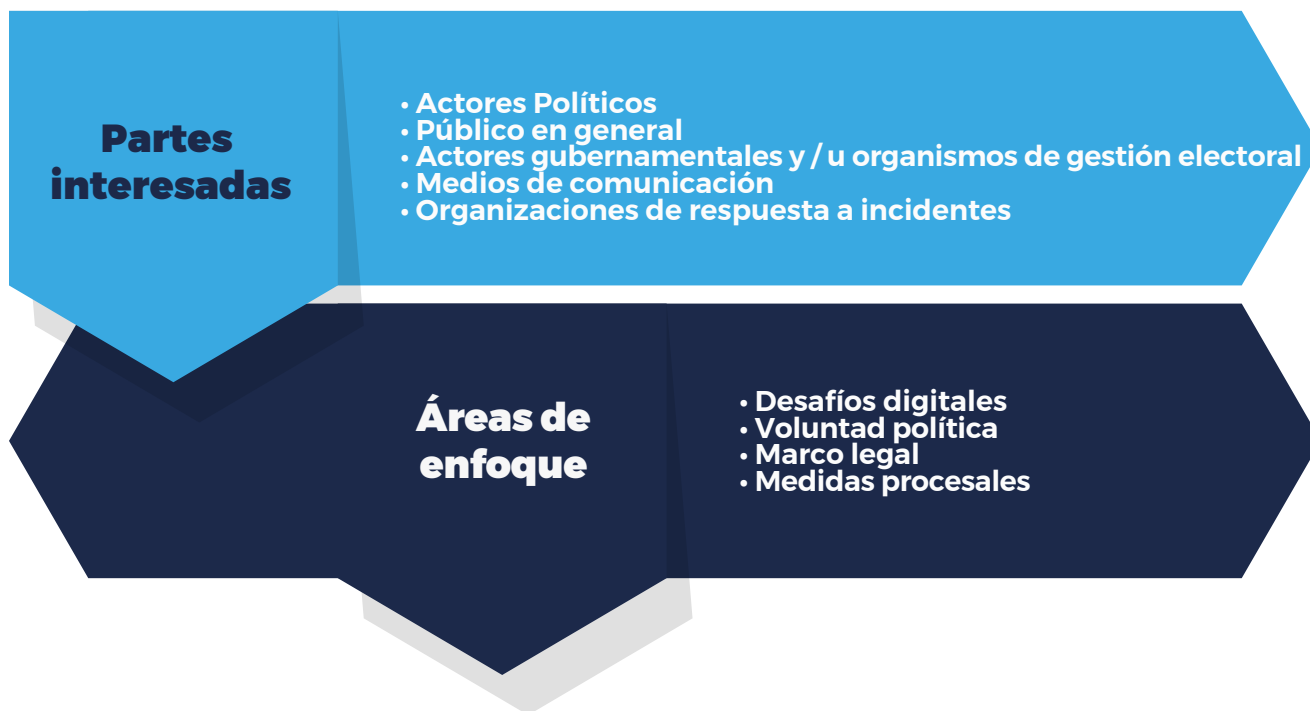 Partes
interesadas
• Actores Políticos
• Público en general
• Actores gubernamentales y / u organismos de gestión electoral
• Medios de comunicación
• Organizaciones de respuesta a incidentes
Áreas de
enfoque
• Desafíos digitales
• Voluntad política
• Marco legal
• Medidas procesales